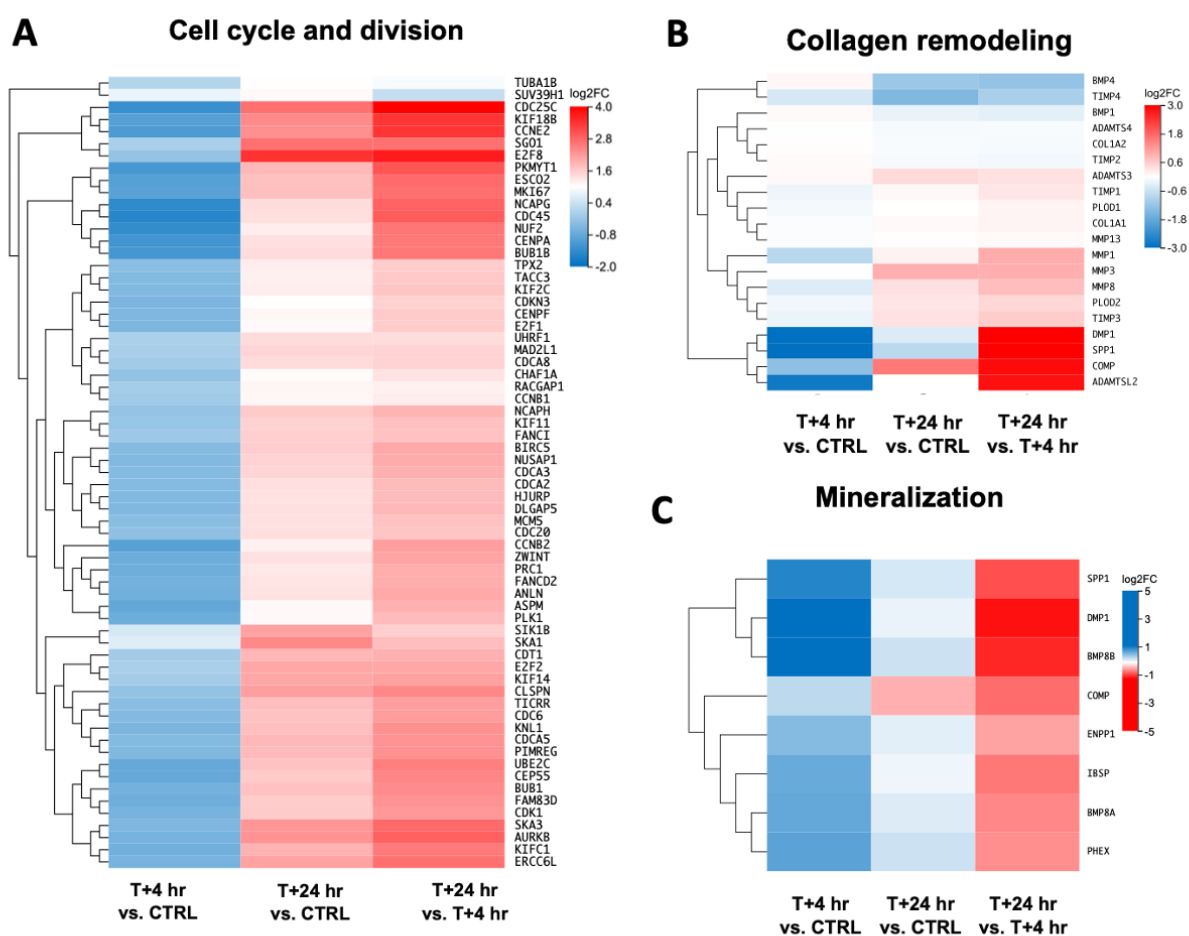 A
Cell cycle and division
TUBA1B
SUV39H1
CDC25C
KIF18B
CCNE2
SGO1
E2F8
PKMYT1
ESCO2
MKI67
NCAPG
CDC45
NUF2
CENPA
BUB1B
TPX2
TACC3
KIF2C
CDKN3
CENPF
E2F1
UHRF1
MAD2L1
CDCA8
CHAF1A
RACGAP1
CCNB1
NCAPH
KIF11
FANCI
BIRC5
NUSAP1
CDCA3
CDCA2
HJURP
DLGAP5
MCM5
CDC20
CCNB2
ZWINT
PRC1
FANCD2
ANLN
ASPM
PLK1
SIK1B
SKA1
CDT1
E2F2
KIF14
CLSPN
TICRR
CDC6
KNL1
CDCA5
PIMREG
UBE2C
CEP55
BUB1
FAM83D
CDK1
SKA3
AURKB
KIFC1
ERCC6L
log2FC
4.0
2.8
1.6
0.4
-0.8
-2.0
T+4 hr
vs. CTRL
T+24 hr
vs. CTRL
T+24 hr
vs. T+4 hr
B
Collagen remodeling
BMP4
TIMP4
BMP1
ADAMTS4
COL1A2
TIMP2
ADAMTS3
TIMP1
PLOD1
COL1A1
MMP13
MMP1
MMP3
MMP8
PLOD2
TIMP3
DMP1
SPP1
COMP
ADAMTSL2
log2FC
3.0
1.8
0.6
-0.6
-1.8
-3.0
T+4 hr
vs. CTRL
T+24 hr
vs. CTRL
T+24 hr
vs. T+4 hr
C
Mineralization
SPP1
DMP1
BMP8B
COMP
ENPP1
IBSP
BMP8A
PHEX
log2FC
5
3
1
-1
-3
-5
T+4 hr
vs. CTRL
T+24 hr
vs. CTRL
T+24 hr
vs. T+4 hr